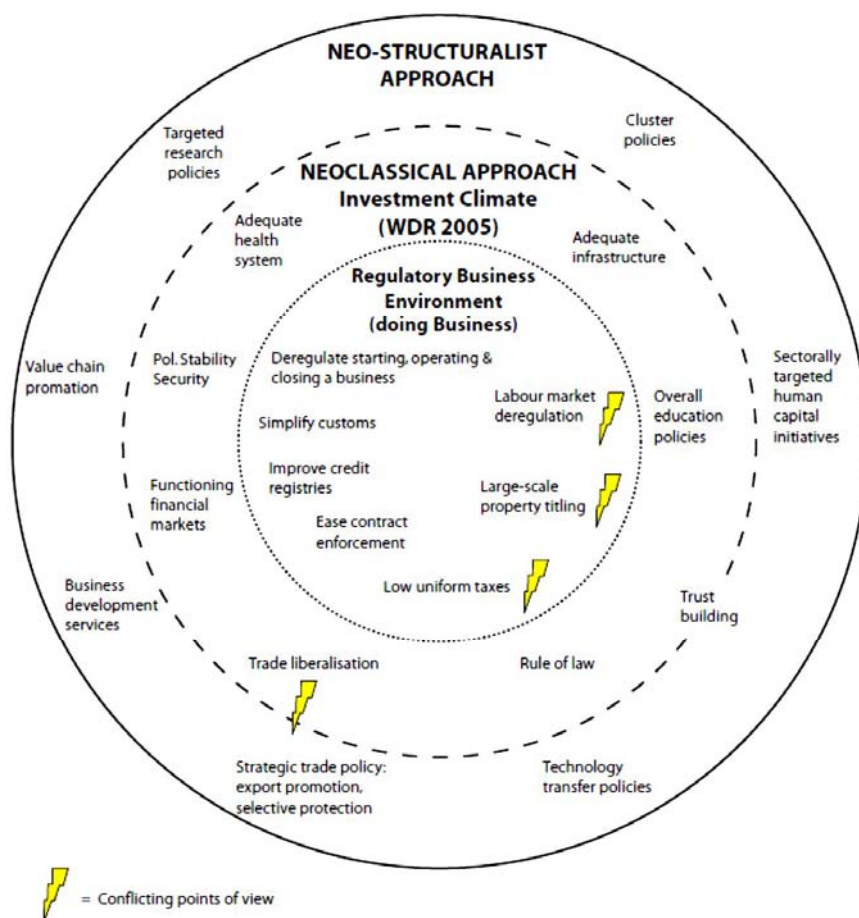 NEO-STRUCTURALIST
APPROACH
Targeted
research
policies
Cluster
policies
NEOCLASSICAL APPROACH
Investment Climate
(WDR 2005)
Adequate
health
system
Adequate
infrastructure
Regulatory Business
Environment
(doing Business)
Value chain
promation
Pol. Stability
Security
Deregulate starting, operating &
closing a business
Labour market
deregulation
Overall
education
policies
Sectorally
targeted
human
capital
initiatives
Simplify customs
Improve credit
registries
Functioning
financial
markets
Large-scale
property titling
Ease contract
enforcement
Low uniform taxes
Business
development
services
Trust
building
Trade liberalisation
Rule of law
Strategic trade policy:
export promotion,
selective protection
Technology
transfer policies
= Conflicting points of view